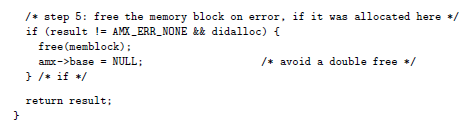 /* step 5: free the memory block on error, if it was allocated here */
if (result != AMX_ERR_NONE && didalloc) {
free(memblock);
amx->base = NULL; /* avoid a double free */
} /* if */
return result;
}